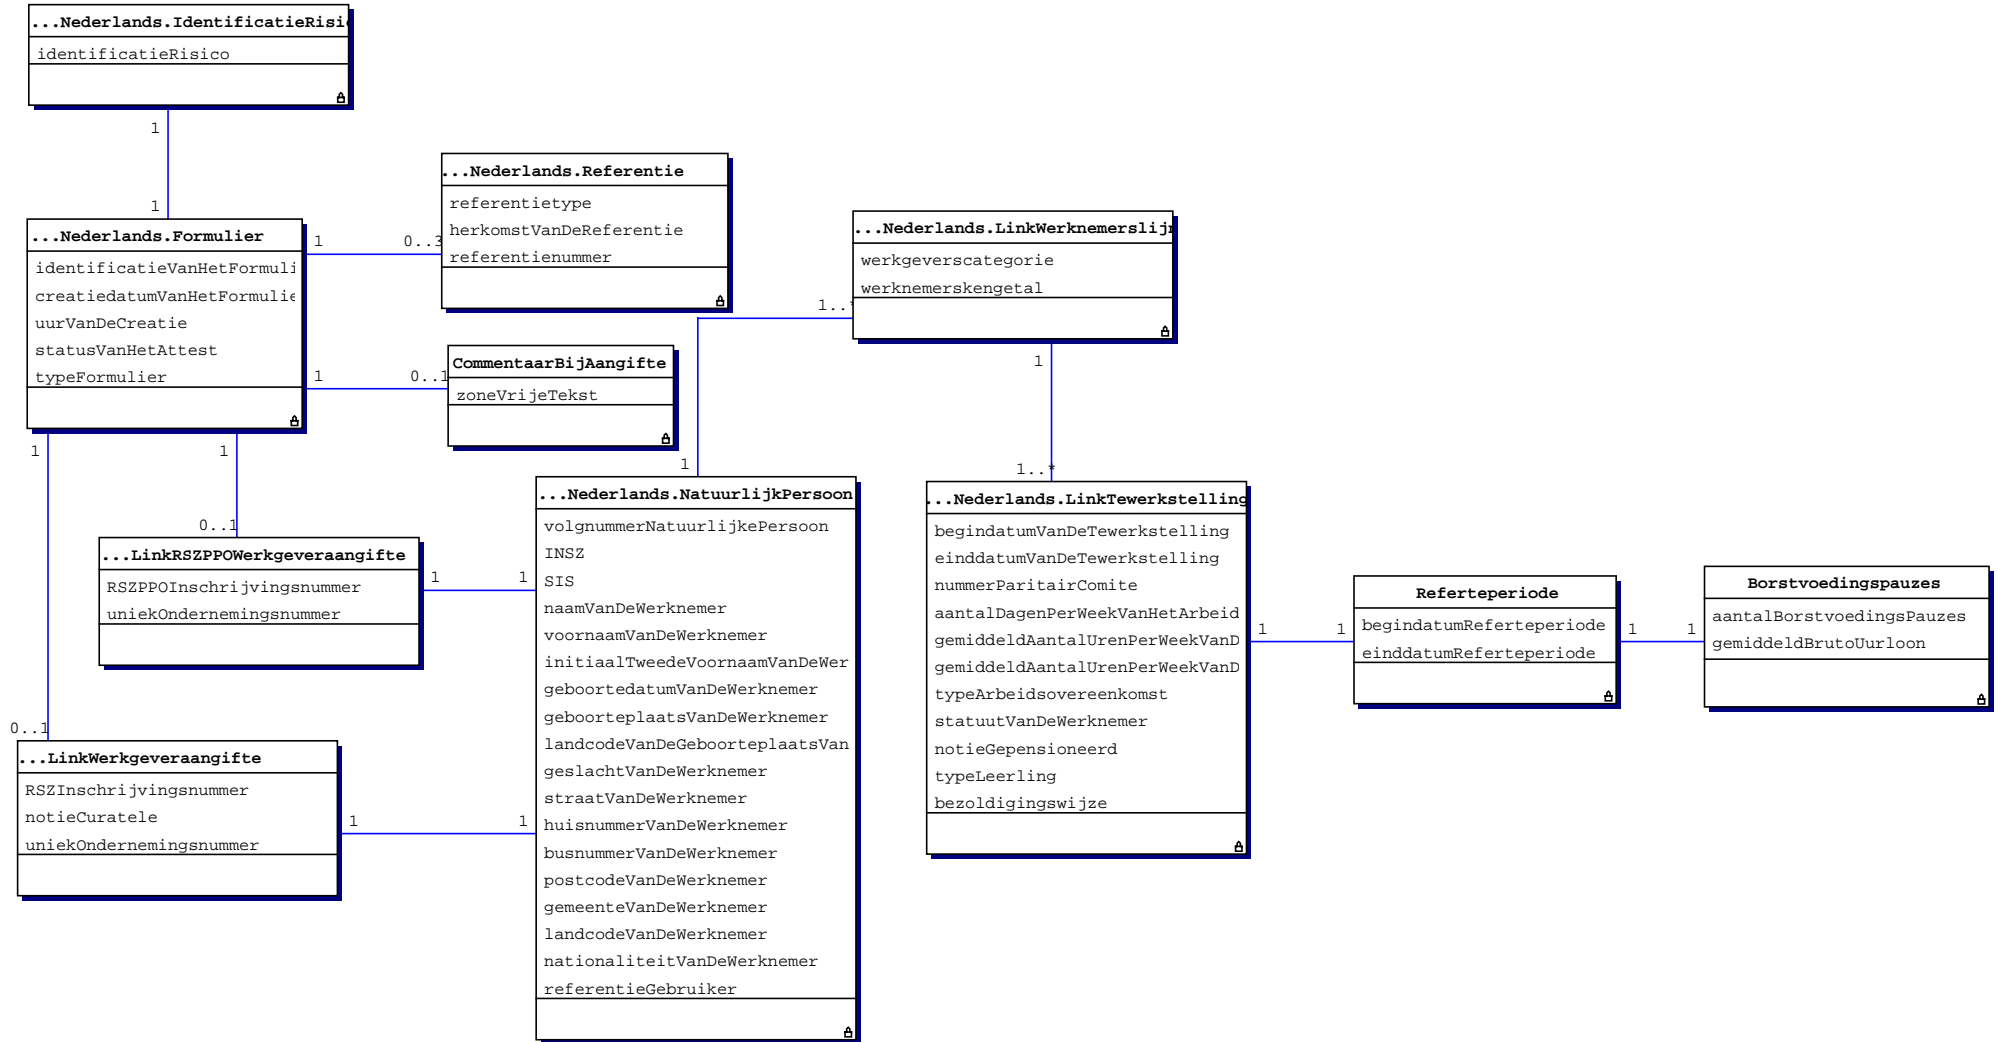 ...Nederlands.IdentificatieRisi
identificatieRisico
1
1
...Nederlands.Formulier
identificatieVanHetFormuli
creatiedatumVanHetFormulie
uurVanDeCreatie
statusVanHetAttest
typeFormulier
1
0..3
...Nederlands.Referentie
referentietype
herkomstVanDeReferentie
referentienummer
1
0..1
CommentaarBijAangifte
zoneVrijeTekst
1
0..1
...LinkRSZPPOWerkgeveraangifte
RSZPPOInschrijvingsnummer
uniekOndernemingsnummer
1
1
1
0..1
...LinkWerkgeveraangifte
RSZInschrijvingsnummer
notieCuratele
uniekOndernemingsnummer
1
1
...Nederlands.NatuurlijkPersoon
volgnummerNatuurlijkePersoon
INSZ
SIS
naamVanDeWerknemer
voornaamVanDeWerknemer
initiaalTweedeVoornaamVanDeWer
geboortedatumVanDeWerknemer
geboorteplaatsVanDeWerknemer
landcodeVanDeGeboorteplaatsVan
geslachtVanDeWerknemer
straatVanDeWerknemer
huisnummerVanDeWerknemer
busnummerVanDeWerknemer
postcodeVanDeWerknemer
gemeenteVanDeWerknemer
landcodeVanDeWerknemer
nationaliteitVanDeWerknemer
referentieGebruiker
1
1..*
...Nederlands.LinkWerknemerslijn
werkgeverscategorie
werknemerskengetal
1
1..*
...Nederlands.LinkTewerkstelling
begindatumVanDeTewerkstelling
einddatumVanDeTewerkstelling
nummerParitairComite
aantalDagenPerWeekVanHetArbeid
gemiddeldAantalUrenPerWeekVanD
gemiddeldAantalUrenPerWeekVanD
typeArbeidsovereenkomst
statuutVanDeWerknemer
notieGepensioneerd
typeLeerling
bezoldigingswijze
1
1
Referteperiode
begindatumReferteperiode
einddatumReferteperiode
1
1
Borstvoedingspauzes
aantalBorstvoedingsPauzes
gemiddeldBrutoUurloon